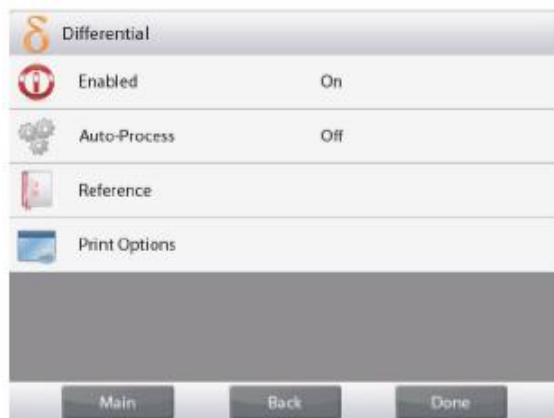 δ Differential
Enabled On
Auto-Process Off
Reference
Print Options
Main Back Done